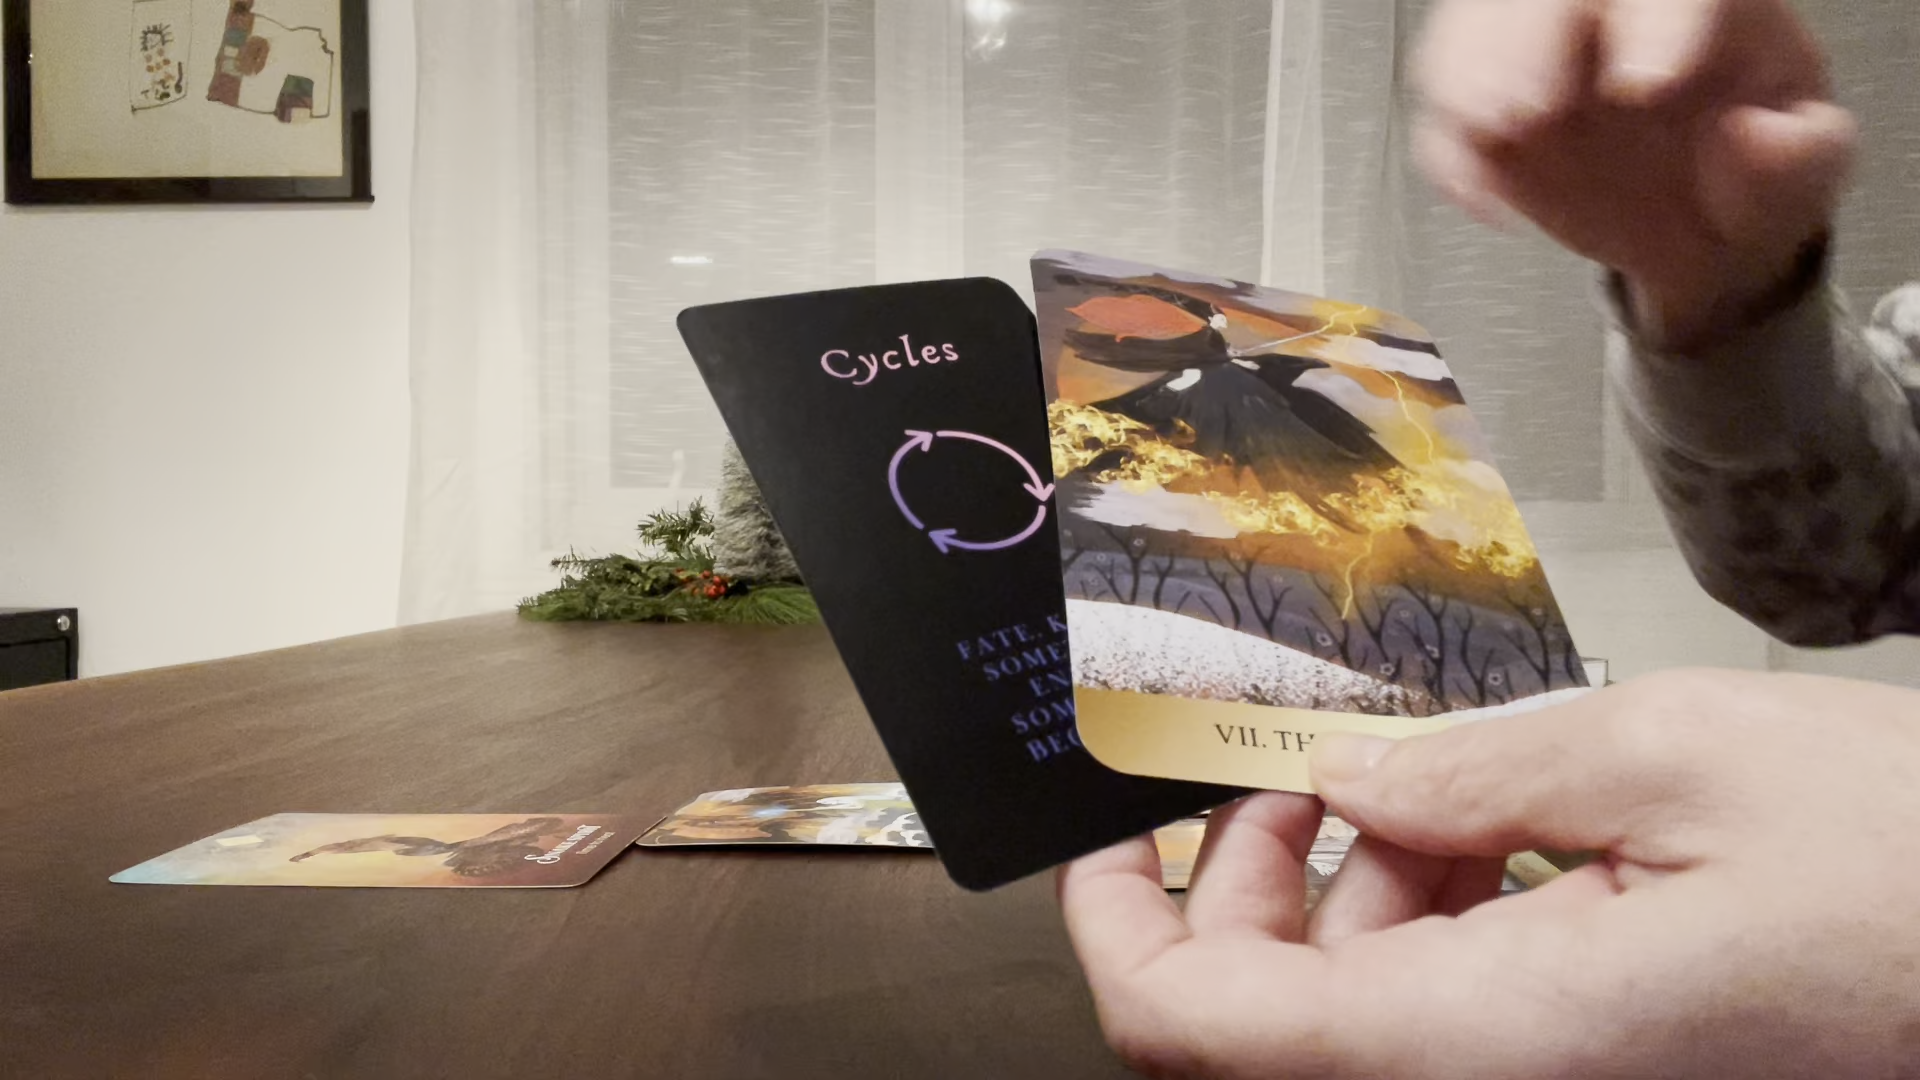 Cycles
FATE. K
SOME
EN
SOM
BEG
VII. TH